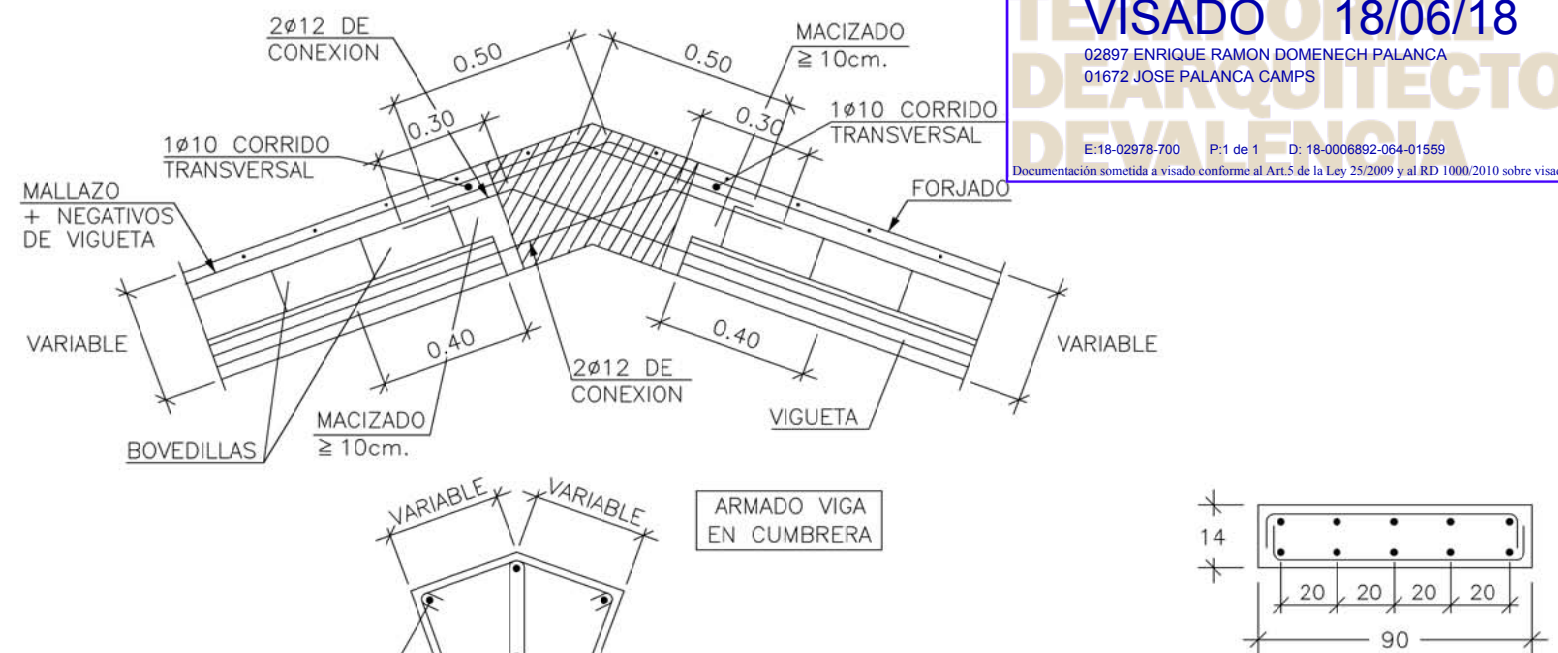 2ø12 DE
CONEXION
0.50
0.50
MACIZADO
≧ 10cm.
1ø10 CORRIDO
TRANSVERSAL
0.30
0.30
1ø10 CORRIDO
TRANSVERSAL
MALLAZO
+ NEGATIVOS
DE VIGUETA
FORJADO
VARIABLE
0.40
0.40
VARIABLE
2ø12 DE
CONEXION
MACIZADO
≧ 10cm.
VIGUETA
BOVEDILLAS
VARIABLE
VARIABLE
ARMADO VIGA
EN CUMBRERA
14
20
20
20
20
90
TERRITORIAL
VISADO 18/06/18
02897 ENRIQUE RAMON DOMENECH PALANCA
01672 JOSE PALANCA CAMPS
DEARQUITECTO
DEVALENCIA
E:18-02978-700 P:1 de 1 D: 18-0006892-064-01559
Documentación sometida a visado conforme al Art.5 de la Ley 25/2009 y al RD 1000/2010 sobre visad